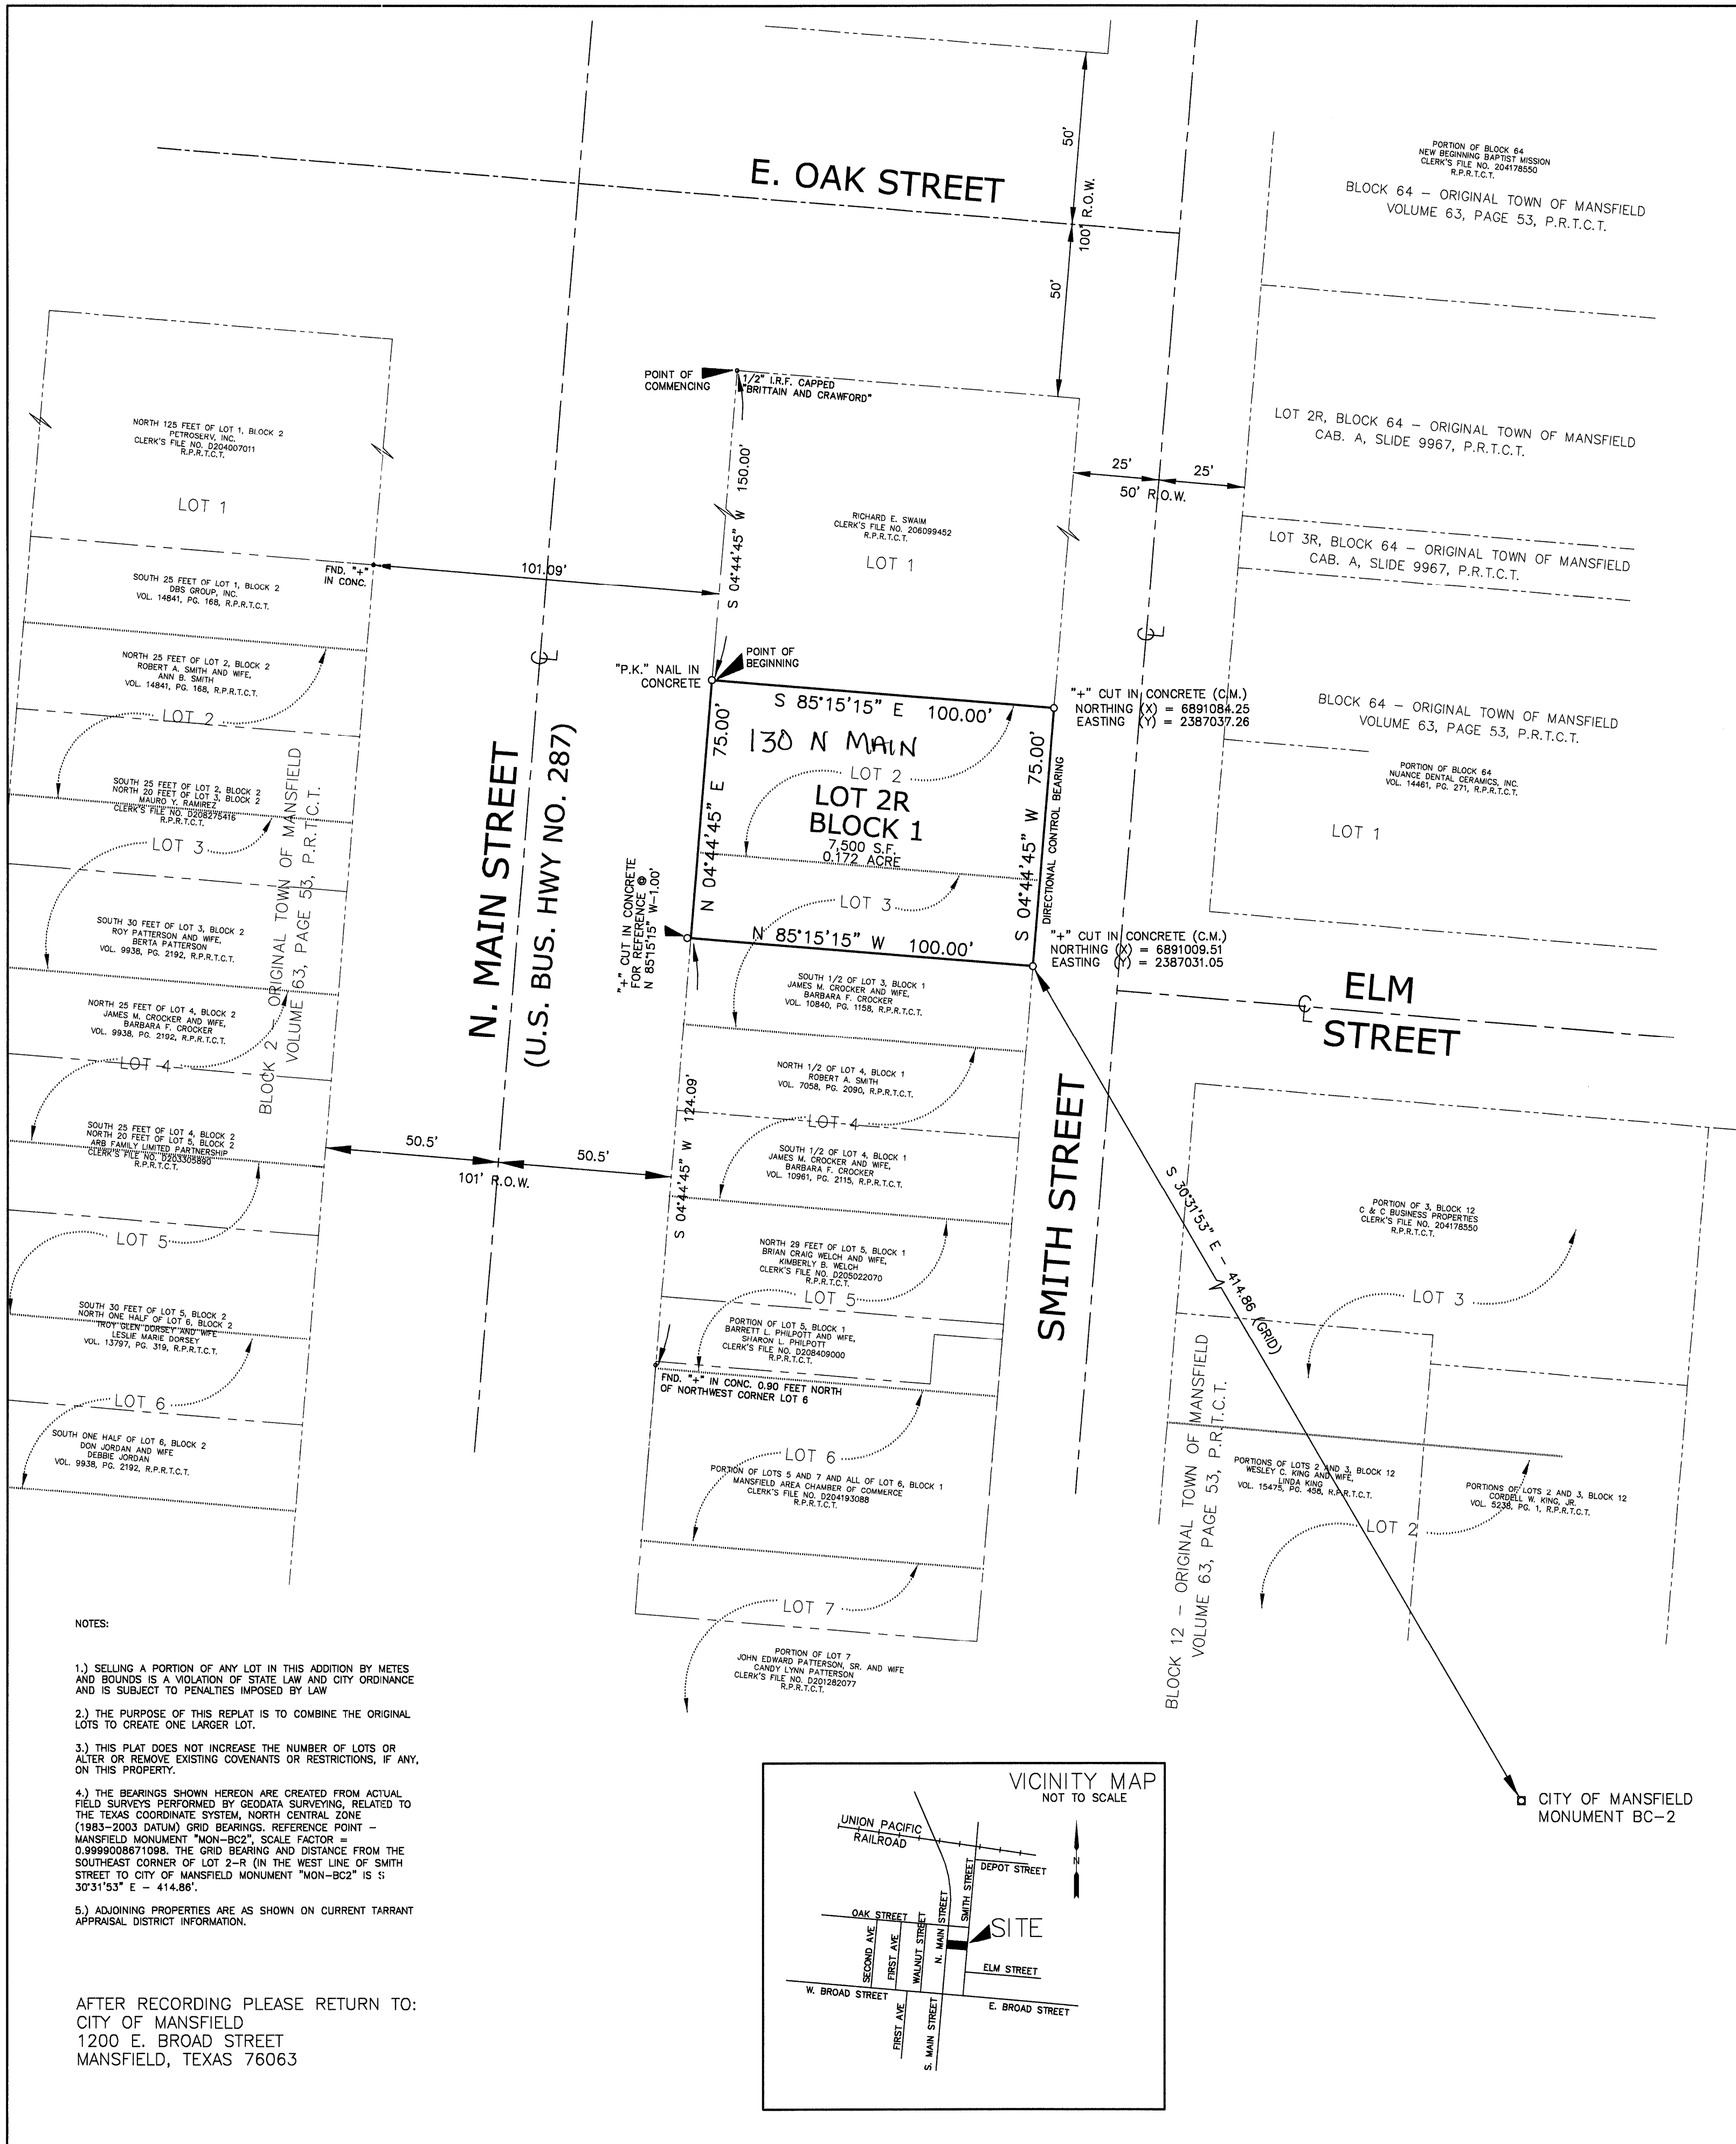 E. OAK STREET
50'
100' R.O.W.
50'
PORTION OF BLOCK 64
NEW BEGINNING BAPTIST MISSION
CLERK'S FILE NO. 204178550
R.P.R.T.C.T.
BLOCK 64 – ORIGINAL TOWN OF MANSFIELD
VOLUME 63, PAGE 53, P.R.T.C.T.
POINT OF
COMMENCING
1/2" I.R.F. CAPPED
"BRITTAIN AND CRAWFORD"
S 04°44'45" W 150.00'
NORTH 125 FEET OF LOT 1, BLOCK 2
PETROSERV, INC.
CLERK'S FILE NO. D204007011
R.P.R.T.C.T.
LOT 1
RICHARD E. SWAIM
CLERK'S FILE NO. 206099452
R.P.R.T.C.T.
LOT 1
25'
25'
50' R.O.W.
LOT 2R, BLOCK 64 – ORIGINAL TOWN OF MANSFIELD
CAB. A, SLIDE 9967, P.R.T.C.T.
LOT 3R, BLOCK 64 – ORIGINAL TOWN OF MANSFIELD
CAB. A, SLIDE 9967, P.R.T.C.T.
FND. "+"
IN CONC.
101.09'
SOUTH 25 FEET OF LOT 1, BLOCK 2
DBS GROUP, INC.
VOL. 14841, PG. 168, R.P.R.T.C.T.
NORTH 25 FEET OF LOT 2, BLOCK 2
ROBERT A. SMITH AND WIFE,
ANN B. SMITH
VOL. 14841, PG. 168, R.P.R.T.C.T.
LOT 2
CL
CL
"P.K." NAIL IN
CONCRETE
POINT OF
BEGINNING
S 85°15'15" E 100.00'
"+" CUT IN CONCRETE (C.M.)
NORTHING (X) = 6891084.25
EASTING (Y) = 2387037.26
BLOCK 64 – ORIGINAL TOWN OF MANSFIELD
VOLUME 63, PAGE 53, P.R.T.C.T.
PORTION OF BLOCK 64
NUANCE DENTAL CERAMICS, INC.
VOL. 14461, PG. 271, R.P.R.T.C.T.
LOT 1
130 N MAIN
LOT 2
LOT 2R
BLOCK 1
7,500 S.F.
0.172 ACRE
LOT 3
N 04°44'45" E 75.00'
S 04°44'45" W 75.00'
DIRECTIONAL CONTROL BEARING
N 85°15'15" W 100.00'
"+" CUT IN CONCRETE
FOR REFERENCE @
N 85°15'15" W-1.00'
"+" CUT IN CONCRETE (C.M.)
NORTHING (X) = 6891009.51
EASTING (Y) = 2387031.05
N. MAIN STREET
(U.S. BUS. HWY NO. 287)
SOUTH 25 FEET OF LOT 2, BLOCK 2
NORTH 20 FEET OF LOT 3, BLOCK 2
MAURO Y. RAMIREZ
CLERK'S FILE NO. D208275416
R.P.R.T.C.T.
LOT 3
BLOCK 2 – ORIGINAL TOWN OF MANSFIELD
VOLUME 63, PAGE 53, P.R.T.C.T.
SOUTH 30 FEET OF LOT 3, BLOCK 2
ROY PATTERSON AND WIFE,
BERTA PATTERSON
VOL. 9938, PG. 2192, R.P.R.T.C.T.
NORTH 25 FEET OF LOT 4, BLOCK 2
JAMES M. CROCKER AND WIFE,
BARBARA F. CROCKER
VOL. 9938, PG. 2192, R.P.R.T.C.T.
LOT 4
SOUTH 25 FEET OF LOT 4, BLOCK 2
NORTH 20 FEET OF LOT 5, BLOCK 2
ARB FAMILY LIMITED PARTNERSHIP
CLERK'S FILE NO. D203305890
R.P.R.T.C.T.
50.5'
50.5'
101' R.O.W.
LOT 5
SOUTH 30 FEET OF LOT 5, BLOCK 2
NORTH ONE HALF OF LOT 6, BLOCK 2
TROY GLEN DORSEY AND WIFE
LESLIE MARIE DORSEY
VOL. 13797, PG. 319, R.P.R.T.C.T.
LOT 6
SOUTH ONE HALF OF LOT 6, BLOCK 2
DON JORDAN AND WIFE
DEBBIE JORDAN
VOL. 9938, PG. 2192, R.P.R.T.C.T.
SOUTH 1/2 OF LOT 3, BLOCK 1
JAMES M. CROCKER AND WIFE,
BARBARA F. CROCKER
VOL. 10840, PG. 1158, R.P.R.T.C.T.
NORTH 1/2 OF LOT 4, BLOCK 1
ROBERT A. SMITH
VOL. 7058, PG. 2090, R.P.R.T.C.T.
LOT 4
SOUTH 1/2 OF LOT 4, BLOCK 1
JAMES M. CROCKER AND WIFE,
BARBARA F. CROCKER
VOL. 10961, PG. 2115, R.P.R.T.C.T.
S 04°44'45" W 124.09'
NORTH 29 FEET OF LOT 5, BLOCK 1
BRIAN CRAIG WELCH AND WIFE,
KIMBERLY B. WELCH
CLERK'S FILE NO. D205022070
R.P.R.T.C.T.
LOT 5
PORTION OF LOT 5, BLOCK 1
BARRETT L. PHILPOTT AND WIFE,
SHARON L. PHILPOTT
CLERK'S FILE NO. D208409000
R.P.R.T.C.T.
FND. "+" IN CONC. 0.90 FEET NORTH
OF NORTHWEST CORNER LOT 6
LOT 6
PORTION OF LOTS 5 AND 7 AND ALL OF LOT 6, BLOCK 1
MANSFIELD AREA CHAMBER OF COMMERCE
CLERK'S FILE NO. D204193088
R.P.R.T.C.T.
LOT 7
PORTION OF LOT 7
JOHN EDWARD PATTERSON, SR. AND WIFE
CANDY LYNN PATTERSON
CLERK'S FILE NO. D201282077
R.P.R.T.C.T.
SMITH STREET
ELM
CL
STREET
S 30°31'53" E – 414.86 (GRID)
PORTION OF 3, BLOCK 12
C & C BUSINESS PROPERTIES
CLERK'S FILE NO. 204178550
R.P.R.T.C.T.
LOT 3
BLOCK 12 – ORIGINAL TOWN OF MANSFIELD
VOLUME 63, PAGE 53, P.R.T.C.T.
PORTIONS OF LOTS 2 AND 3, BLOCK 12
WESLEY C. KING AND WIFE,
LINDA KING
VOL. 15475, PG. 458, R.P.R.T.C.T.
PORTIONS OF LOTS 2 AND 3, BLOCK 12
CORDELL W. KING, JR.
VOL. 5238, PG. 1, R.P.R.T.C.T.
LOT 2
CITY OF MANSFIELD
MONUMENT BC-2
NOTES:
1.) SELLING A PORTION OF ANY LOT IN THIS ADDITION BY METES
AND BOUNDS IS A VIOLATION OF STATE LAW AND CITY ORDINANCE
AND IS SUBJECT TO PENALTIES IMPOSED BY LAW
2.) THE PURPOSE OF THIS REPLAT IS TO COMBINE THE ORIGINAL
LOTS TO CREATE ONE LARGER LOT.
3.) THIS PLAT DOES NOT INCREASE THE NUMBER OF LOTS OR
ALTER OR REMOVE EXISTING COVENANTS OR RESTRICTIONS, IF ANY,
ON THIS PROPERTY.
4.) THE BEARINGS SHOWN HEREON ARE CREATED FROM ACTUAL
FIELD SURVEYS PERFORMED BY GEODATA SURVEYING, RELATED TO
THE TEXAS COORDINATE SYSTEM, NORTH CENTRAL ZONE
(1983-2003 DATUM) GRID BEARINGS. REFERENCE POINT –
MANSFIELD MONUMENT "MON-BC2", SCALE FACTOR =
0.9999008671098. THE GRID BEARING AND DISTANCE FROM THE
SOUTHEAST CORNER OF LOT 2-R (IN THE WEST LINE OF SMITH
STREET TO CITY OF MANSFIELD MONUMENT "MON-BC2" IS S
30°31'53" E – 414.86'.
5.) ADJOINING PROPERTIES ARE AS SHOWN ON CURRENT TARRANT
APPRAISAL DISTRICT INFORMATION.
AFTER RECORDING PLEASE RETURN TO:
CITY OF MANSFIELD
1200 E. BROAD STREET
MANSFIELD, TEXAS 76063
VICINITY MAP
NOT TO SCALE
UNION PACIFIC
RAILROAD
N
DEPOT STREET
SMITH STREET
OAK STREET
SECOND AVE
FIRST AVE
WALNUT STREET
N. MAIN STREET
SITE
ELM STREET
W. BROAD STREET
E. BROAD STREET
FIRST AVE
S. MAIN STREET